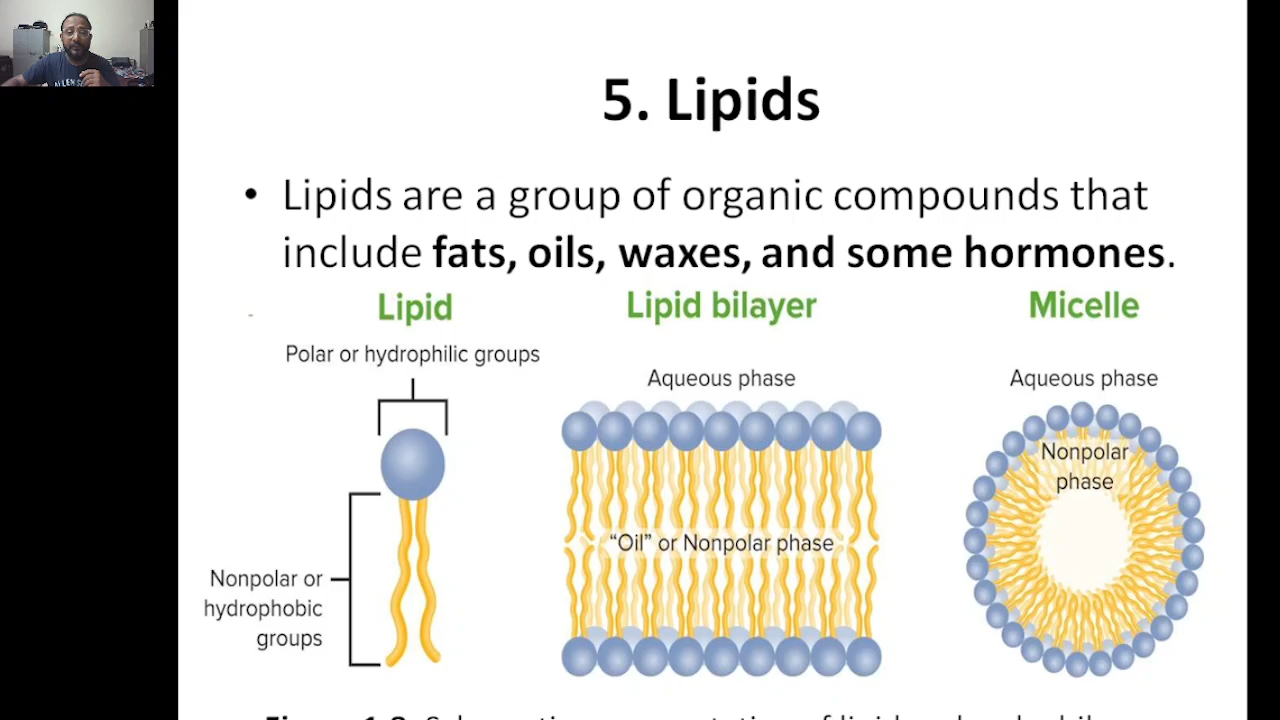 5. Lipids
• Lipids are a group of organic compounds that
include fats, oils, waxes, and some hormones.
Lipid
Polar or hydrophilic groups
Nonpolar or
hydrophobic
groups
Lipid bilayer
Aqueous phase
“Oil” or Nonpolar phase
Micelle
Aqueous phase
Nonpolar
phase